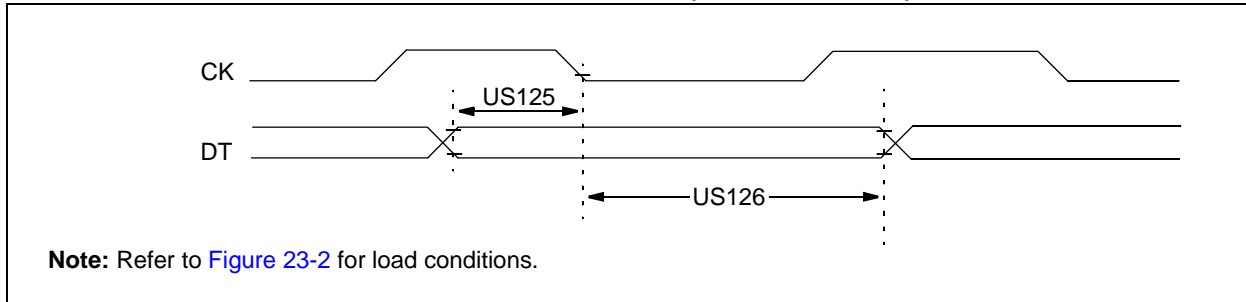 CK
US125
DT
US126
Note: Refer to Figure 23-2 for load conditions.